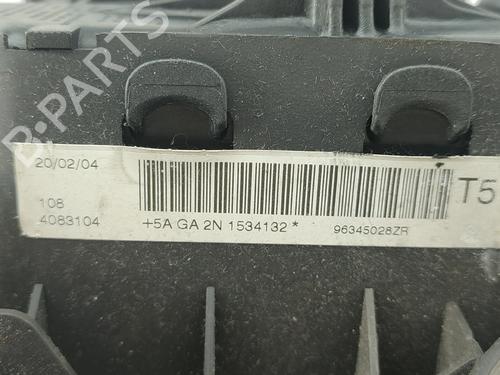 B-PARTS
20/02/04
T5
108
4083104
+5A GA 2N 1534132 *
96345028ZR